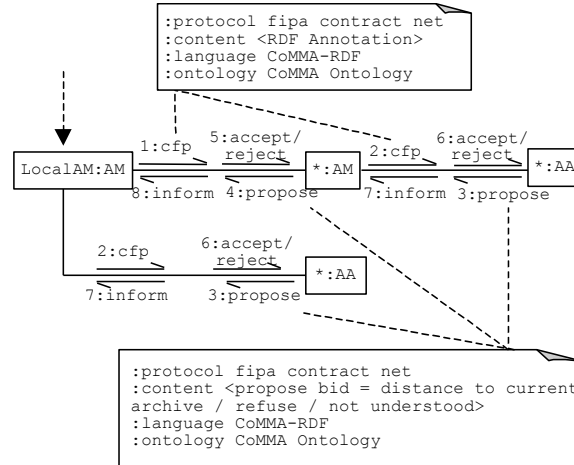 :protocol fipa contract net
:content <RDF Annotation>
:language CoMMA-RDF
:ontology CoMMA Ontology
1:cfp
5:accept/
reject
2:cfp
6:accept/
reject
LocalAM:AM
*:AM
*:AA
8:inform
4:propose
7:inform
3:propose
2:cfp
6:accept/
reject
*:AA
7:inform
3:propose
:protocol fipa contract net
:content <propose bid = distance to current
archive / refuse / not understood>
:language CoMMA-RDF
:ontology CoMMA Ontology